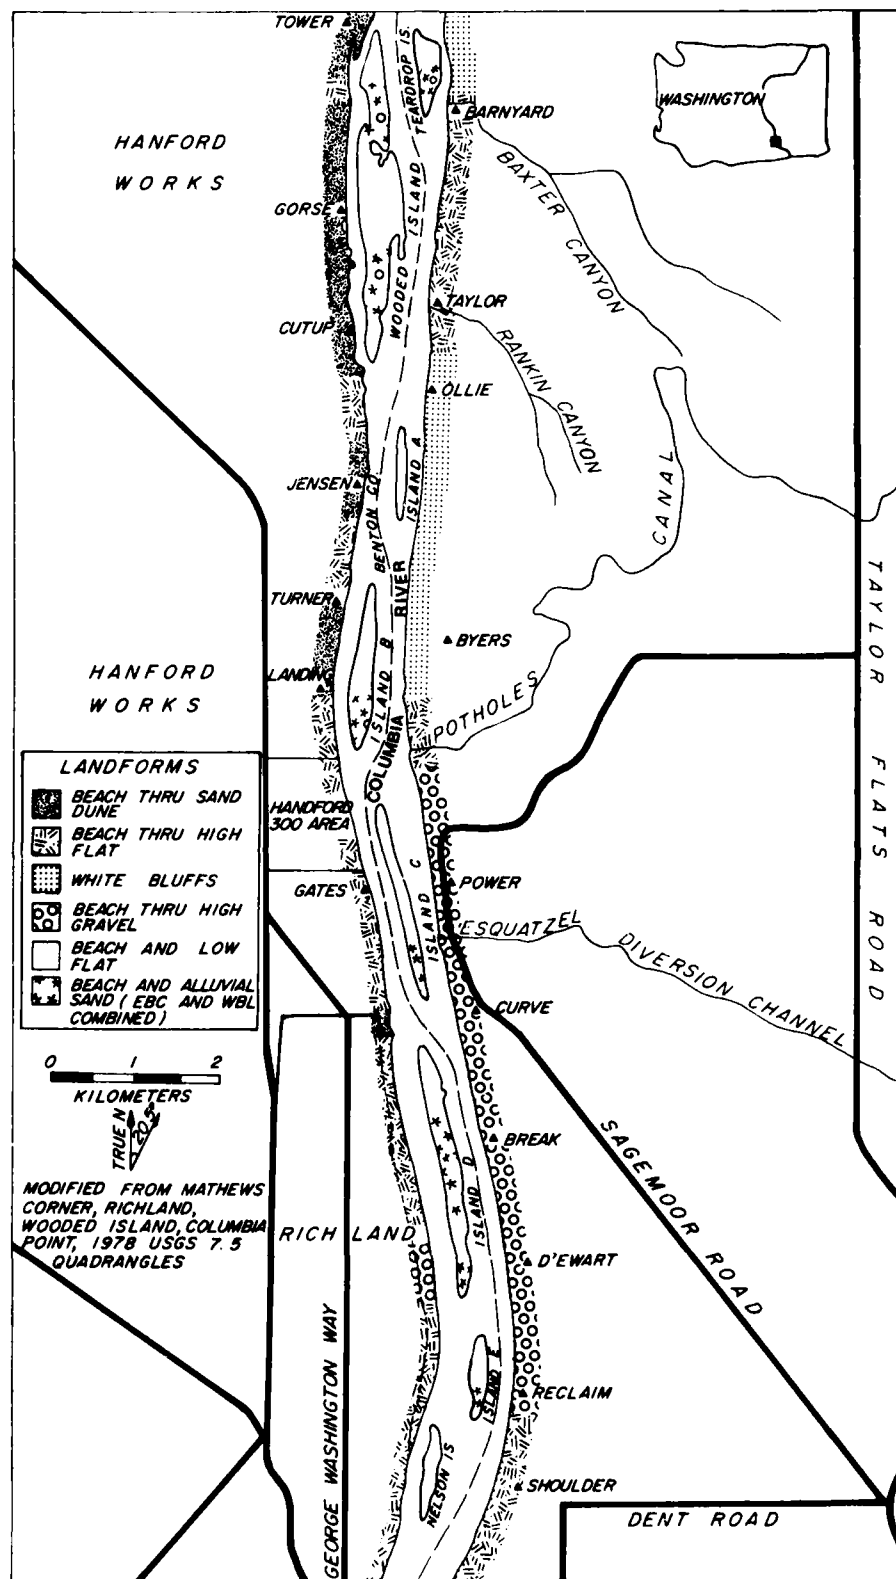 TOWER
TEARDROP IS.
BARNYARD
WASHINGTON
HANFORD
WORKS
BAXTER CANYON
GORSE
WOODED ISLAND
TAYLOR
CUTUP
RANKIN CANYON
OLLIE
ISLAND A
CANAL
JENSEN
BENTON CO
TAYLOR FLATS ROAD
RIVER
TURNER
BYERS
ISLAND B
HANFORD
WORKS
LANDING
POTHOLES
COLUMBIA
LANDFORMS
BEACH THRU SAND
DUNE
BEACH THRU HIGH
FLAT
WHITE BLUFFS
BEACH THRU HIGH
GRAVEL
BEACH AND LOW
FLAT
BEACH AND ALLUVIAL
SAND (EBC AND WBL
COMBINED)
HANDFORD
300 AREA
ISLAND C
POWER
GATES
ESQUATZEL
DIVERSION CHANNEL
CURVE
0 1 2
KILOMETERS
TRUE N
20.5°
BREAK
SAGEMOOR ROAD
ISLAND D
MODIFIED FROM MATHEWS
CORNER, RICHLAND,
WOODED ISLAND, COLUMBIA
POINT, 1978 USGS 7.5
QUADRANGLES
RICHLAND
D'EWART
GEORGE WASHINGTON WAY
ISLAND E
RECLAIM
NELSON IS
SHOULDER
DENT ROAD